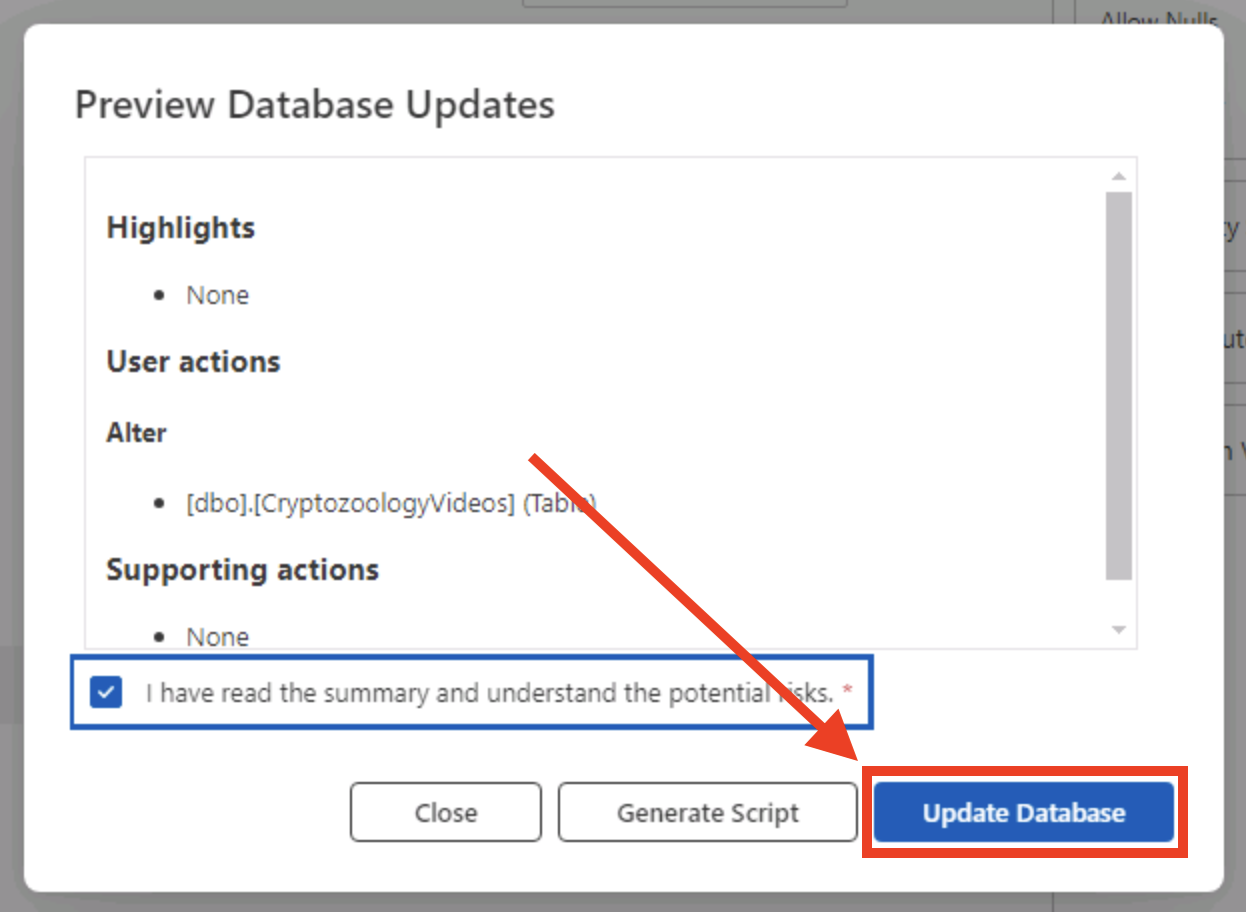 Allow Nulls
Preview Database Updates
Highlights
• None
User actions
Alter
• [dbo].[CryptozoologyVideos] (Table)
Supporting actions
• None
I have read the summary and understand the potential risks. *
Close
Generate Script
Update Database